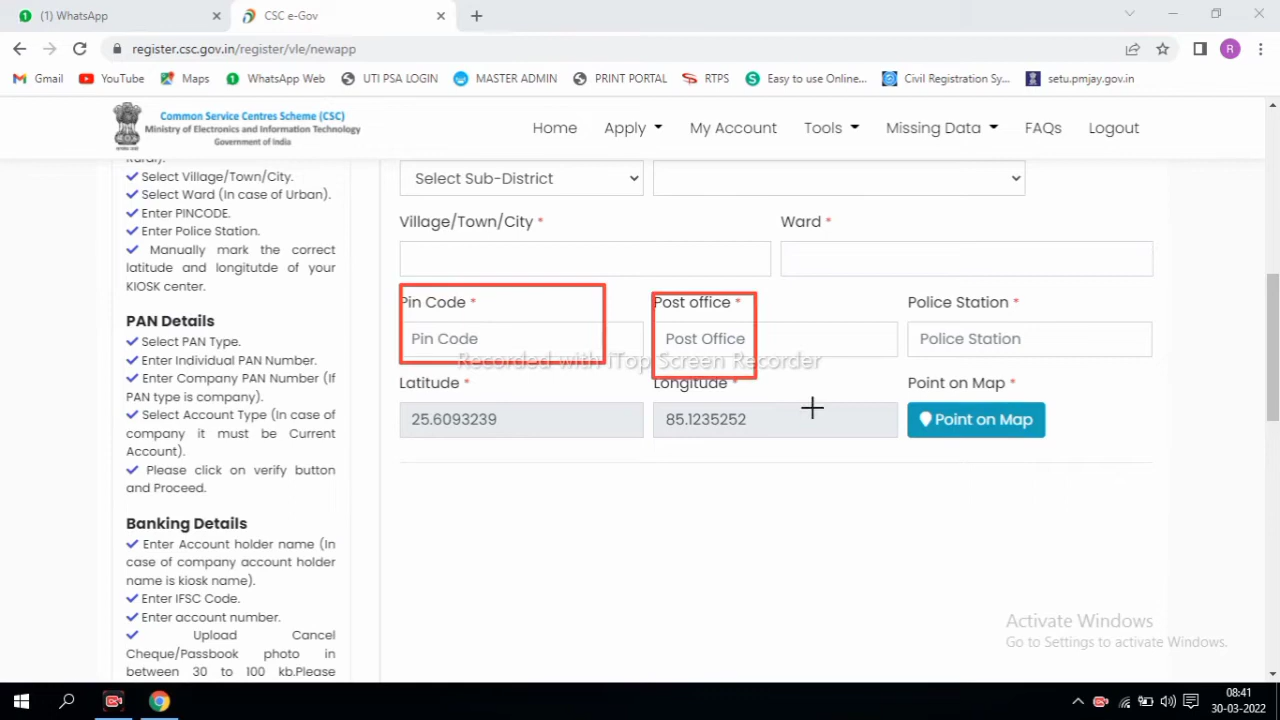 (1) WhatsApp
CSC e-Gov
register.csc.gov.in/register/vle/newapp
R
Gmail
YouTube
Maps
WhatsApp Web
UTI PSA LOGIN
MASTER ADMIN
PRINT PORTAL
RTPS
Easy to use Online...
Civil Registration Sy...
setu.pmjay.gov.in
Common Service Centres Scheme (CSC)
Ministry of Electronics and Information Technology
Government of India
Home
Apply
My Account
Tools
Missing Data
FAQs
Logout
Rural).
Select Village/Town/City.
Select Ward (In case of Urban).
Enter PINCODE.
Enter Police Station.
Manually mark the correct
latitude and longitutde of your
KIOSK center.
PAN Details
Select PAN Type.
Enter Individual PAN Number.
Enter Company PAN Number (If
PAN type is company).
Select Account Type (In case of
company it must be Current
Account).
Please click on verify button
and Proceed.
Banking Details
Enter Account holder name (In
case of company account holder
name is kiosk name).
Enter IFSC Code.
Enter account number.
Upload Cancel
Cheque/Passbook photo in
between 30 to 100 kb.Please
Select Sub-District
Village/Town/City *
Ward *
Pin Code *
Post office *
Police Station *
Pin Code
Post Office
Police Station
Recorded with iTop Screen Recorder
Latitude *
Longitude *
Point on Map *
25.6093239
85.1235252
Point on Map
Activate Windows
Go to Settings to activate Windows.
08:41
30-03-2022